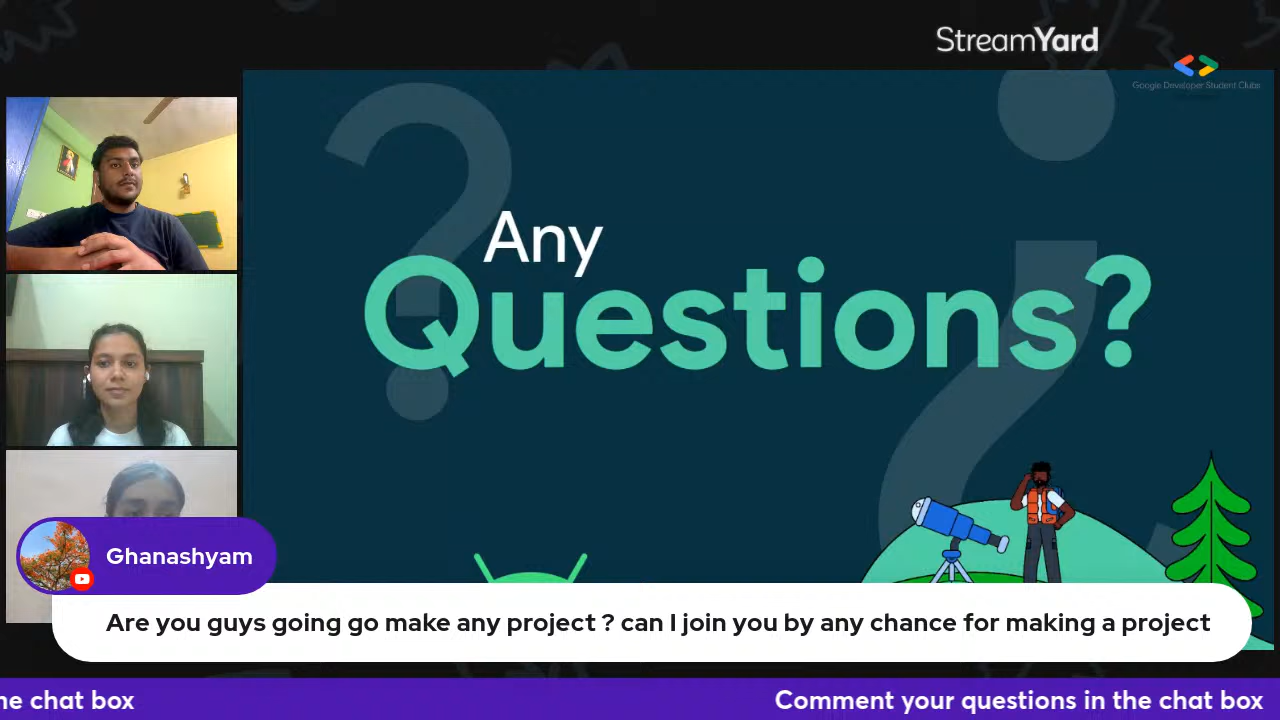 StreamYard
Google Developer Student Clubs
Any
Questions?
Ghanashyam
Are you guys going go make any project ? can I join you by any chance for making a project
he chat box
Comment your questions in the chat box